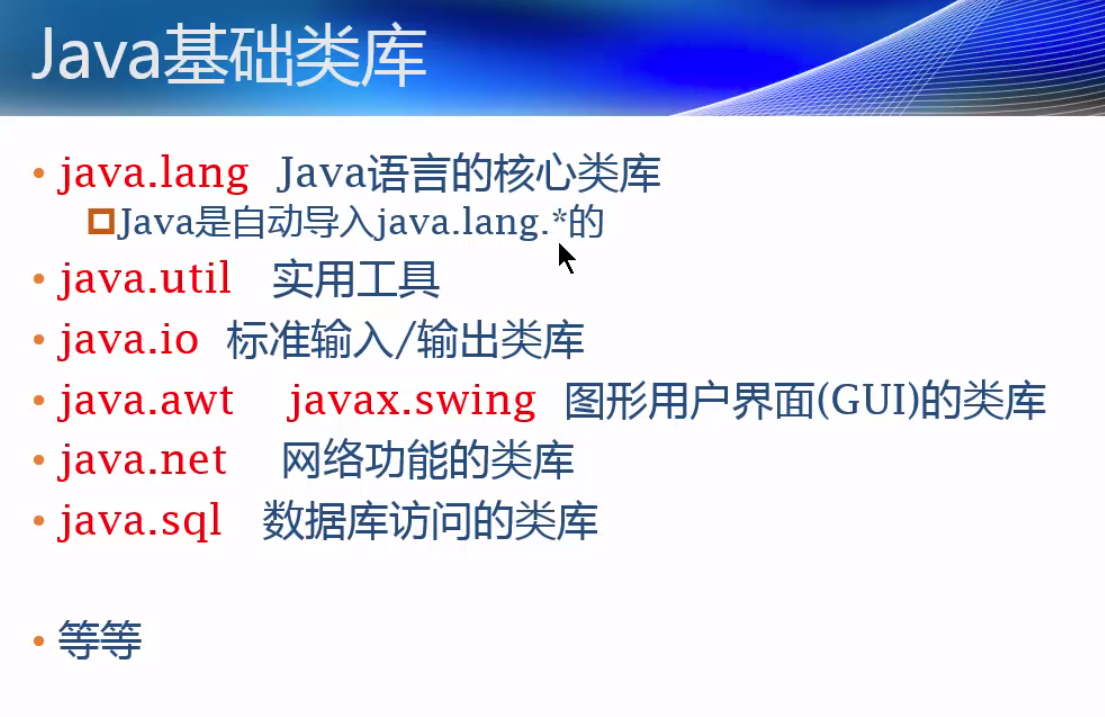 Java基础类库
java.lang Java语言的核心类库
Java是自动导入java.lang.*的
java.util 实用工具
java.io 标准输入/输出类库
java.awt javax.swing 图形用户界面(GUI)的类库
java.net 网络功能的类库
java.sql 数据库访问的类库
等等